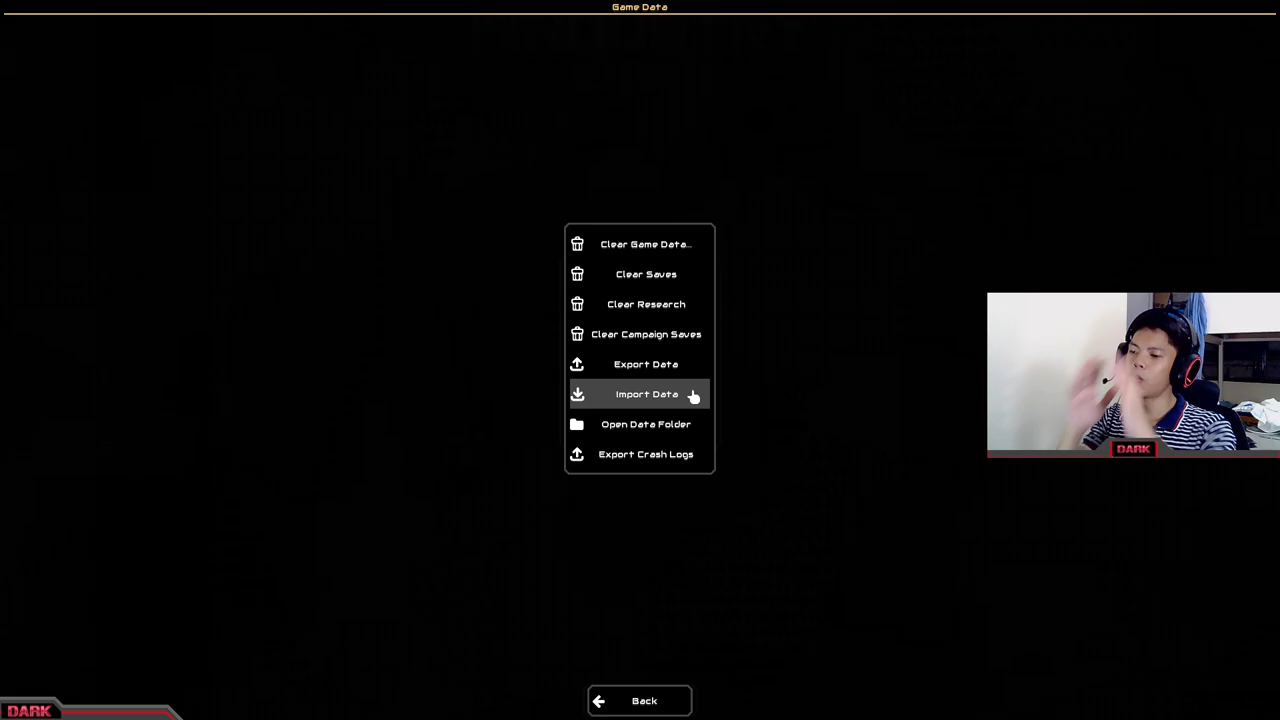 Game Data
Clear Game Data...
Clear Saves
Clear Research
Clear Campaign Saves
Export Data
Import Data
Open Data Folder
Export Crash Logs
DARK
Back
DARK